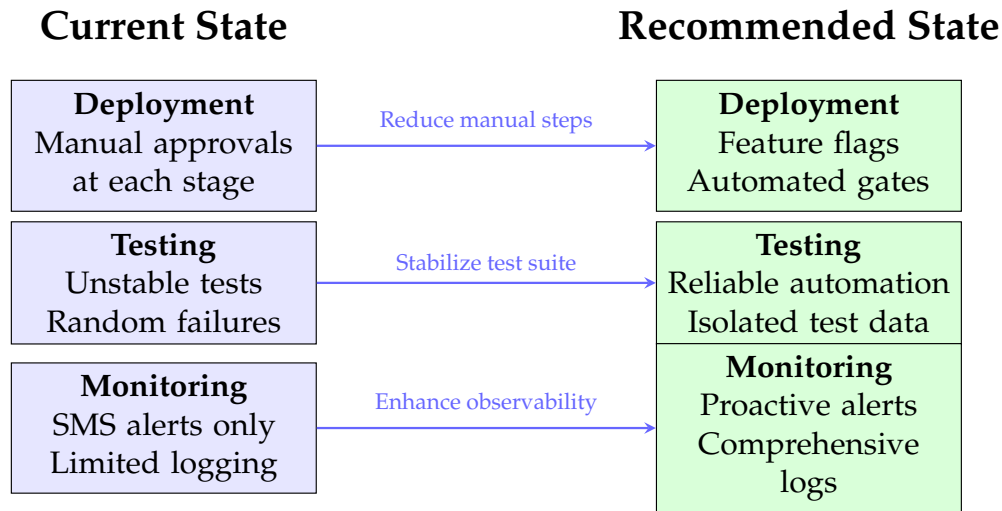 Current State
Recommended State
Deployment
Manual approvals
at each stage
Reduce manual steps
Deployment
Feature flags
Automated gates
Testing
Unstable tests
Random failures
Stabilize test suite
Testing
Reliable automation
Isolated test data
Monitoring
SMS alerts only
Limited logging
Enhance observability
Monitoring
Proactive alerts
Comprehensive
logs